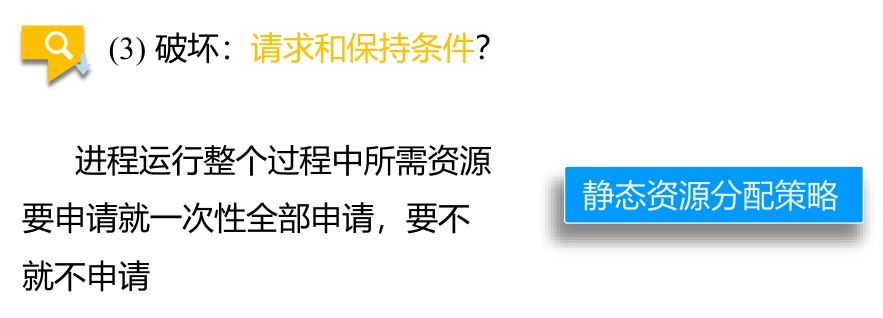 (3) 破坏：请求和保持条件？
进程运行整个过程中所需资源
要申请就一次性全部申请，要不
就不申请
静态资源分配策略